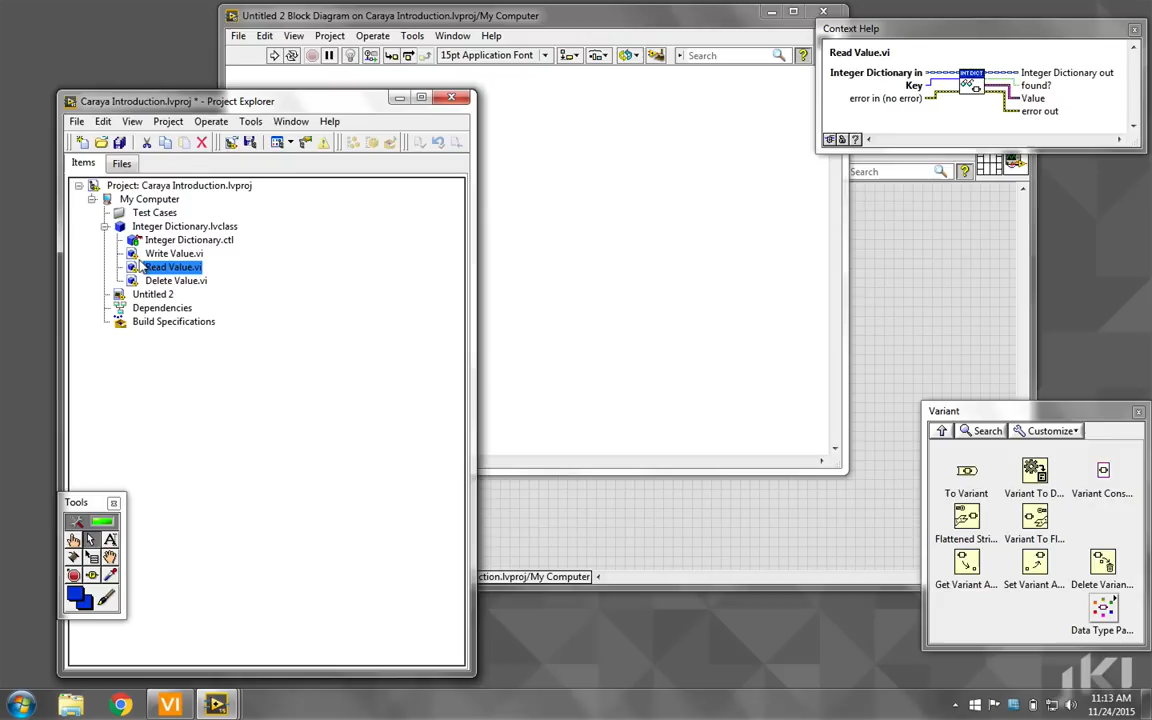 Untitled 2 Block Diagram on Caraya Introduction.lvproj/My Computer
File Edit View Project Operate Tools Window Help
15pt Application Font
Search
Context Help
Read Value.vi
Integer Dictionary in
Key
error in (no error)
INT DICT
Integer Dictionary out
found?
Value
error out
Caraya Introduction.lvproj * - Project Explorer
File Edit View Project Operate Tools Window Help
Items
Files
Project: Caraya Introduction.lvproj
My Computer
Test Cases
Integer Dictionary.lvclass
Integer Dictionary.ctl
Write Value.vi
Read Value.vi
Delete Value.vi
Untitled 2
Dependencies
Build Specifications
Search
Tools
Variant
Search
Customize
To Variant
Variant To D...
Variant Cons...
Flattened Stri...
Variant To Fl...
Get Variant A...
Set Variant A...
Delete Varian...
Data Type Pa...
ction.lvproj/My Computer
JKI
VI
11:13 AM
11/24/2015